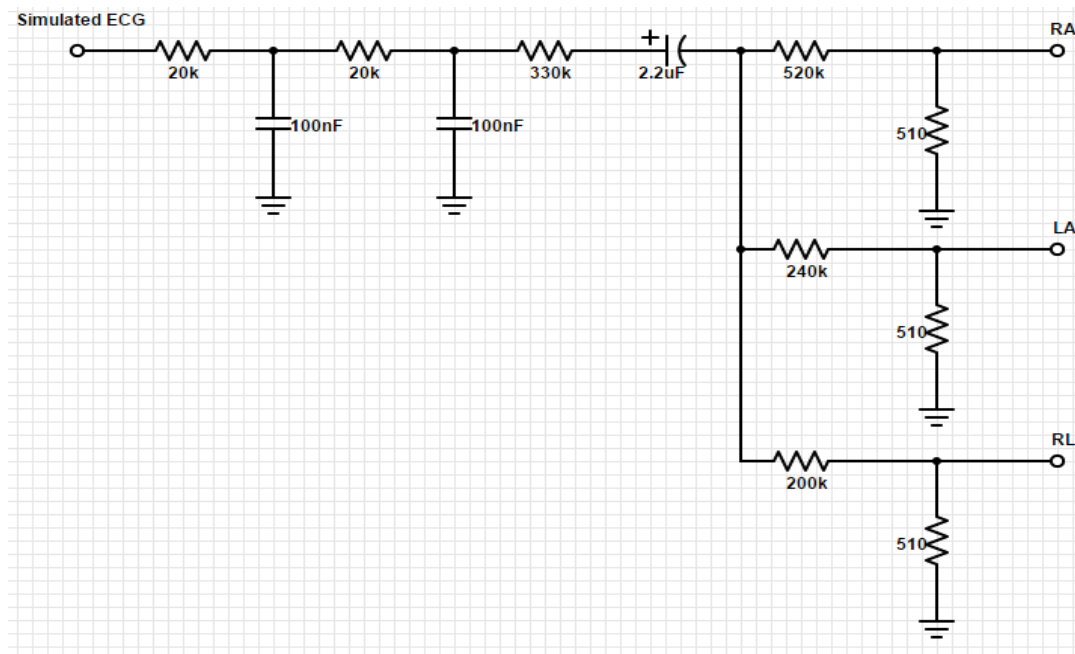 Simulated ECG
RA
+
20k
20k
330k
2.2uF
520k
100nF
100nF
510
LA
240k
510
RL
200k
510